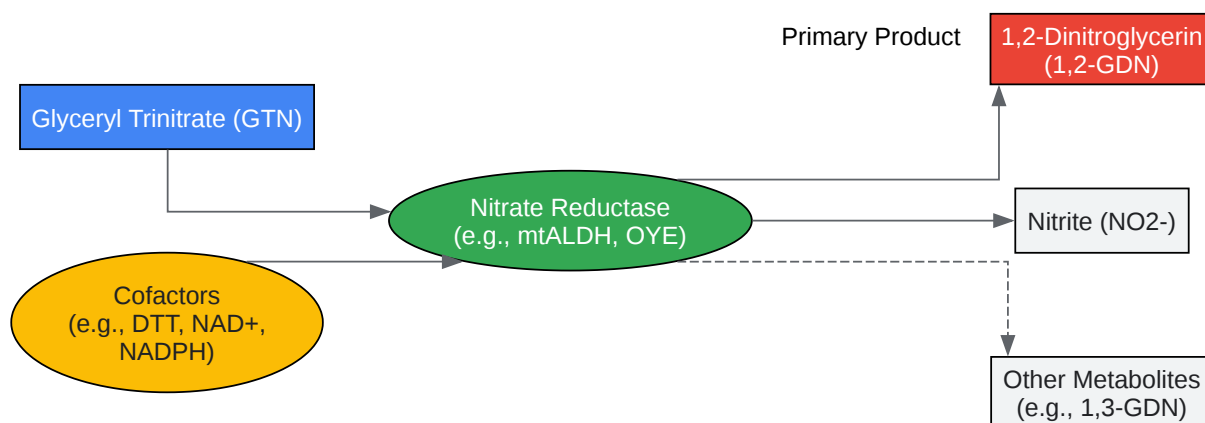 Primary Product
1,2-Dinitroglycerin
(1,2-GDN)
Glyceryl Trinitrate (GTN)
Nitrate Reductase
(e.g., mtALDH, OYE)
Nitrite (NO2-)
Cofactors
(e.g., DTT, NAD+,
NADPH)
Other Metabolites
(e.g., 1,3-GDN)